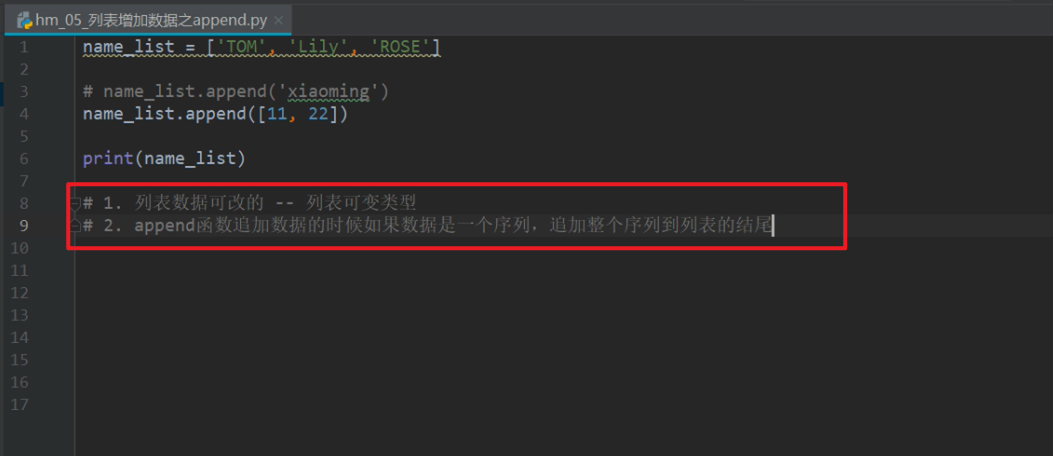 hm_05_列表增加数据之append.py
1 name_list = ['TOM', 'Lily', 'ROSE']
2
3 # name_list.append('xiaoming')
4 name_list.append([11, 22])
5
6 print(name_list)
7
8 # 1. 列表数据可改的 -- 列表可变类型
9 # 2. append函数追加数据的时候如果数据是一个序列，追加整个序列到列表的结尾
10
11
12
13
14
15
16
17